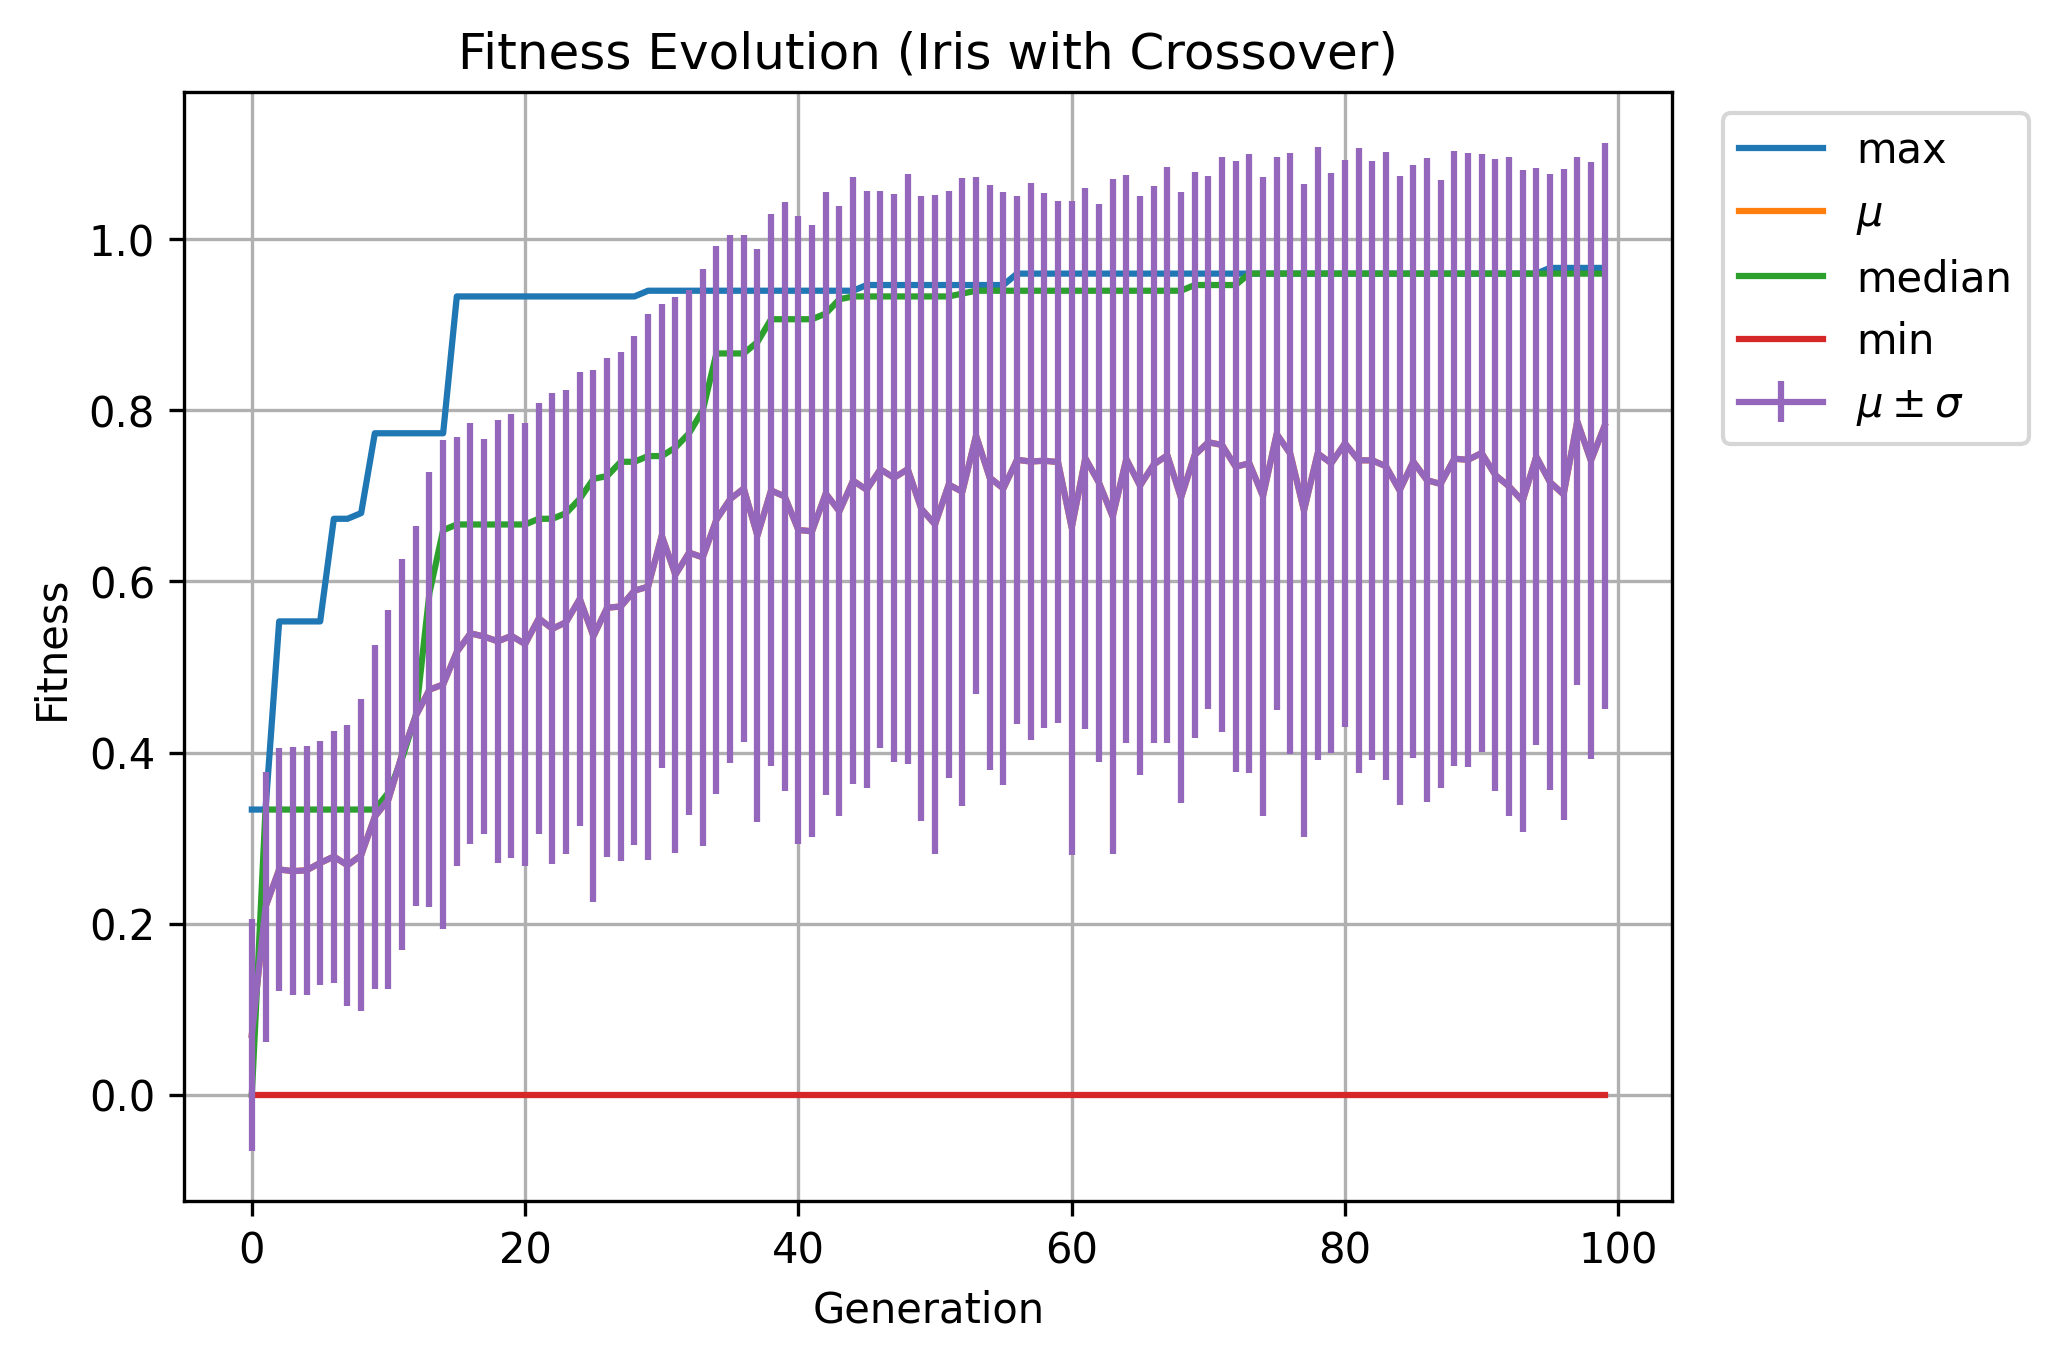 Fitness Evolution (Iris with Crossover)
max
μ
median
min
μ ± σ
Fitness
1.0
0.8
0.6
0.4
0.2
0.0
0 20 40 60 80 100
Generation